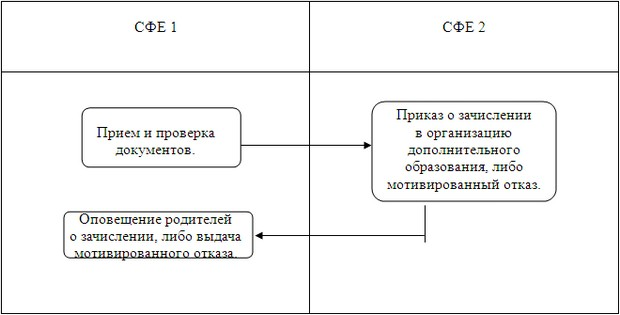 СФЕ 1
СФЕ 2
Прием и проверка
документов.
Приказ о зачислении
в организацию
дополнительного
образования, либо
мотивированный отказ.
Оповещение родителей
о зачислении, либо выдача
мотивированного отказа.